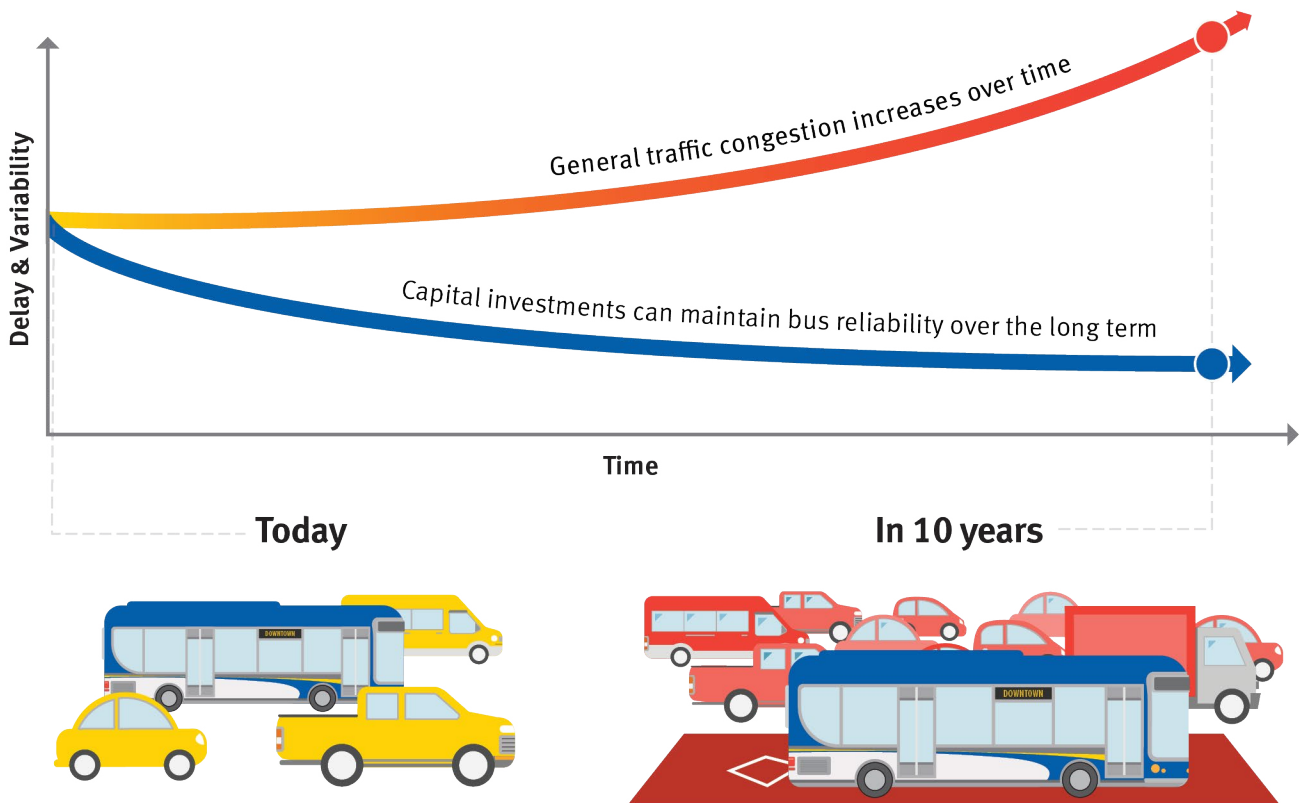 General traffic congestion increases over time
Delay & Variability
Capital investments can maintain bus reliability over the long term
Time
Today
In 10 years
DOWNTOWN
DOWNTOWN